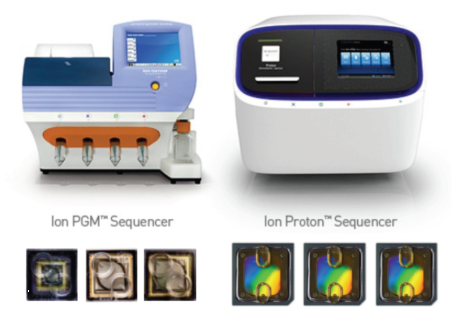 Ion PGM™ Sequencer
Ion Proton™ Sequencer